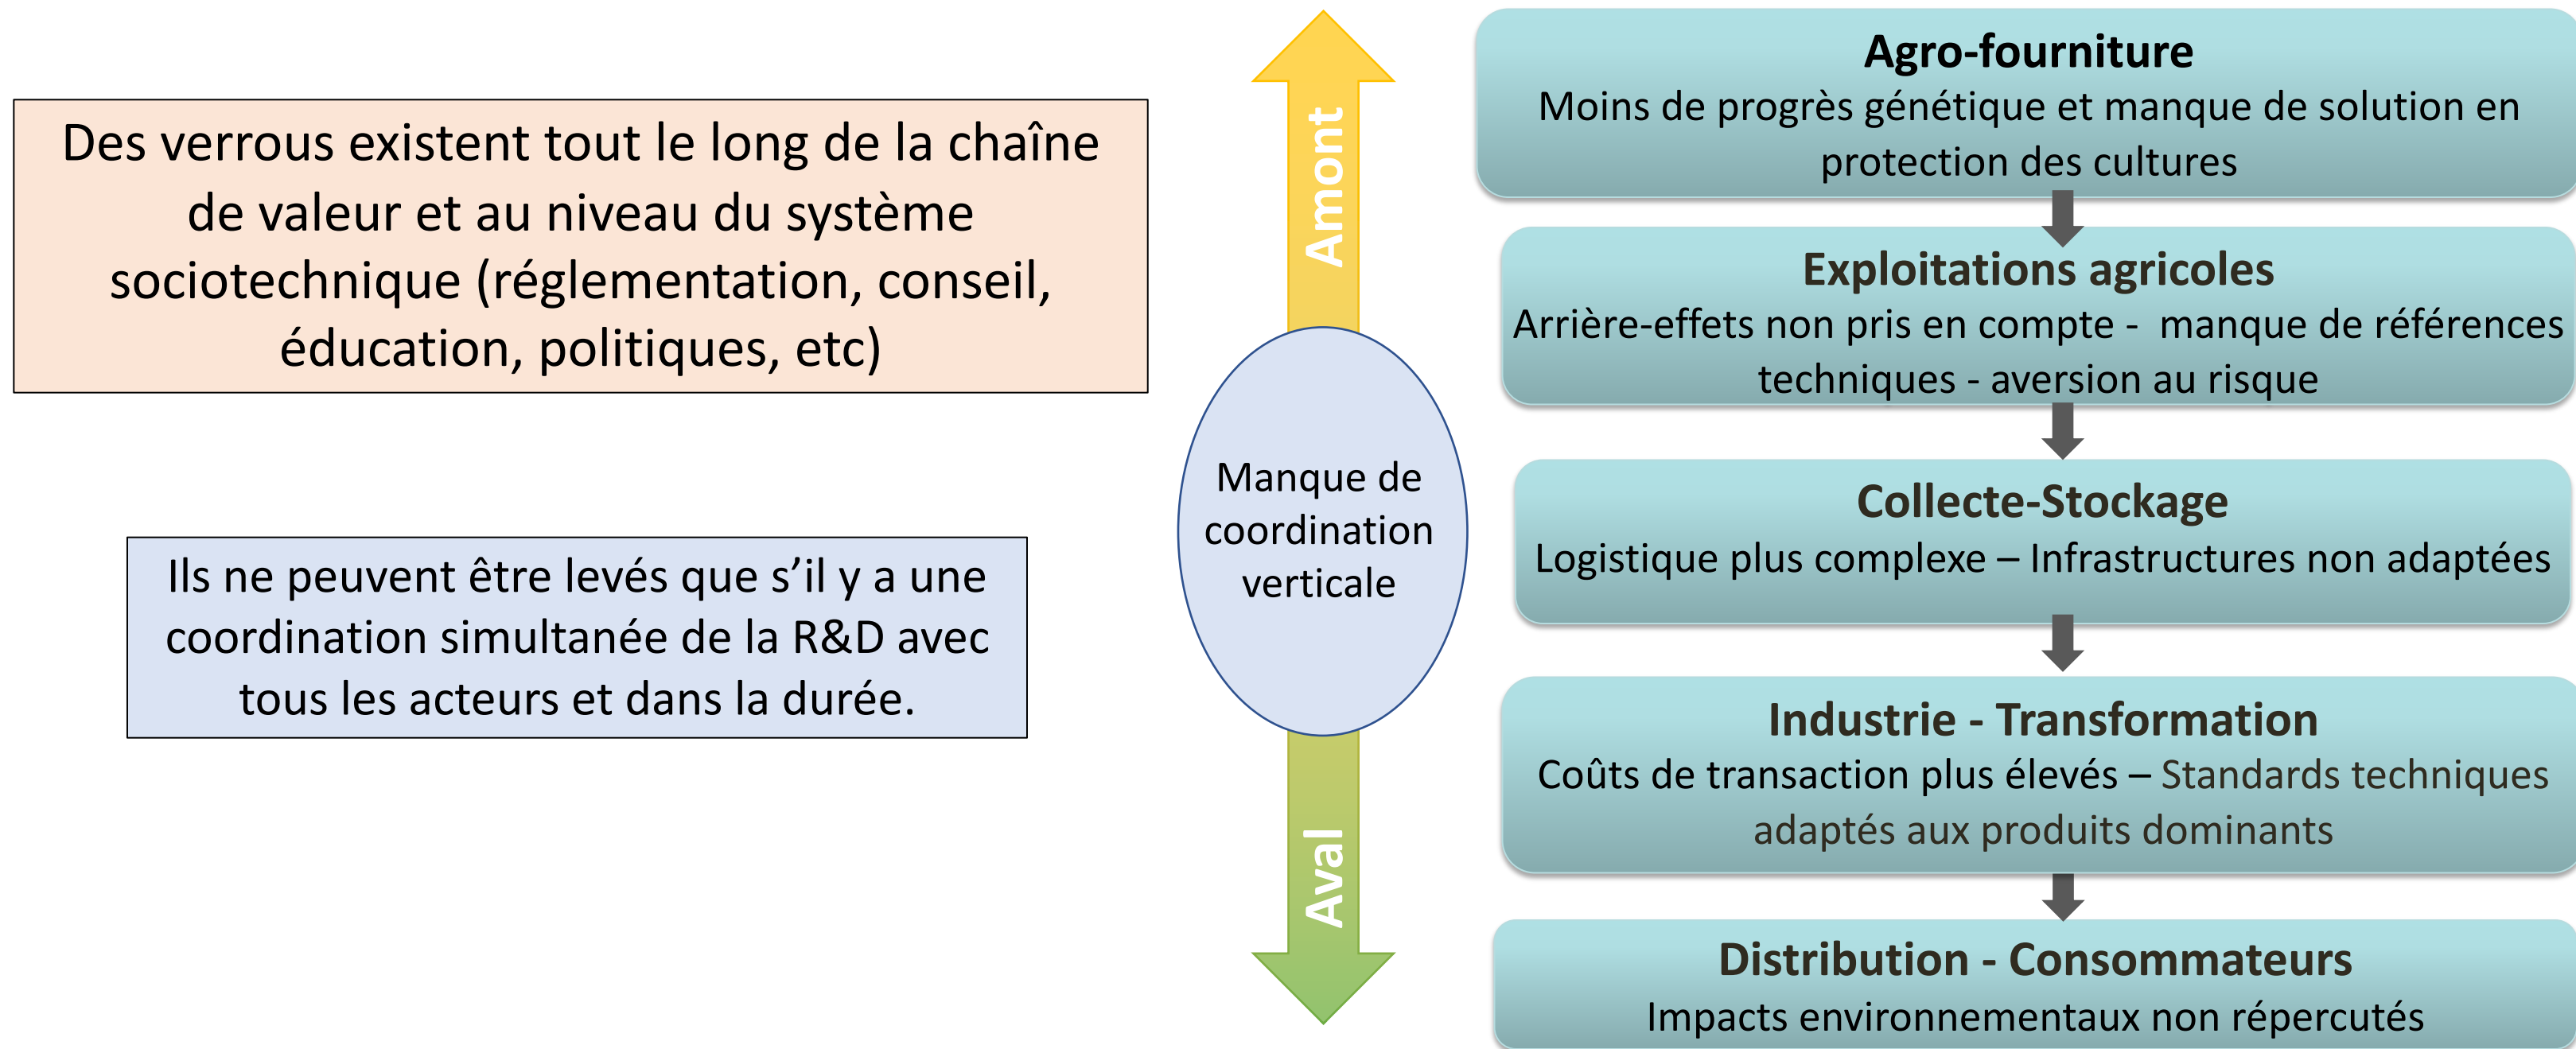 Des verrous existent tout le long de la chaîne
de valeur et au niveau du système
sociotechnique (réglementation, conseil,
éducation, politiques, etc)
Ils ne peuvent être levés que s’il y a une
coordination simultanée de la R&D avec
tous les acteurs et dans la durée.
Amont
Manque de
coordination
verticale
Aval
Agro-fourniture
Moins de progrès génétique et manque de solution en
protection des cultures
Exploitations agricoles
Arrière-effets non pris en compte - manque de références
techniques - aversion au risque
Collecte-Stockage
Logistique plus complexe – Infrastructures non adaptées
Industrie - Transformation
Coûts de transaction plus élevés – Standards techniques
adaptés aux produits dominants
Distribution - Consommateurs
Impacts environnementaux non répercutés